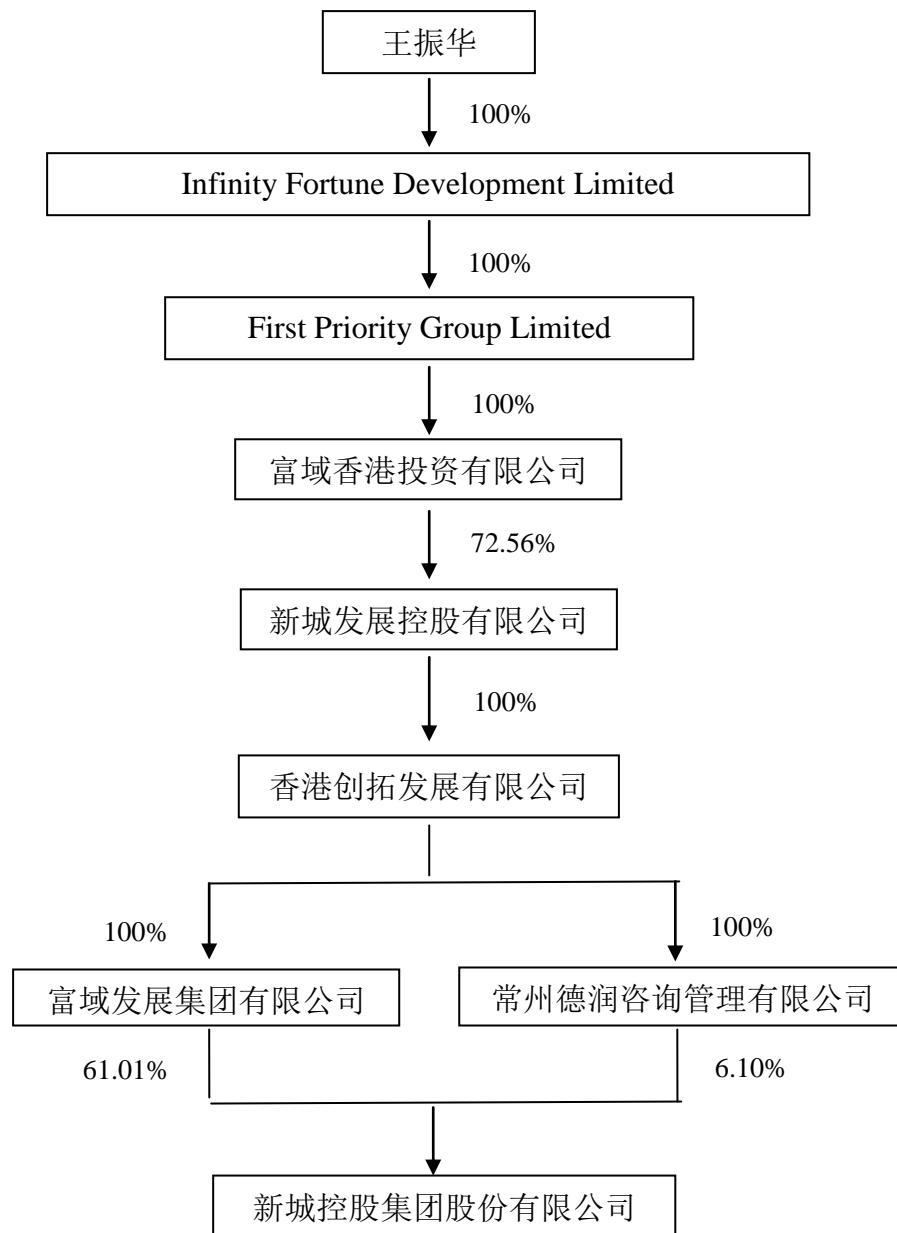 王振华
100%
Infinity Fortune Development Limited
100%
First Priority Group Limited
100%
富域香港投资有限公司
72.56%
新城发展控股有限公司
100%
香港创拓发展有限公司
100%
100%
富域发展集团有限公司
常州德润咨询管理有限公司
61.01%
6.10%
新城控股集团股份有限公司